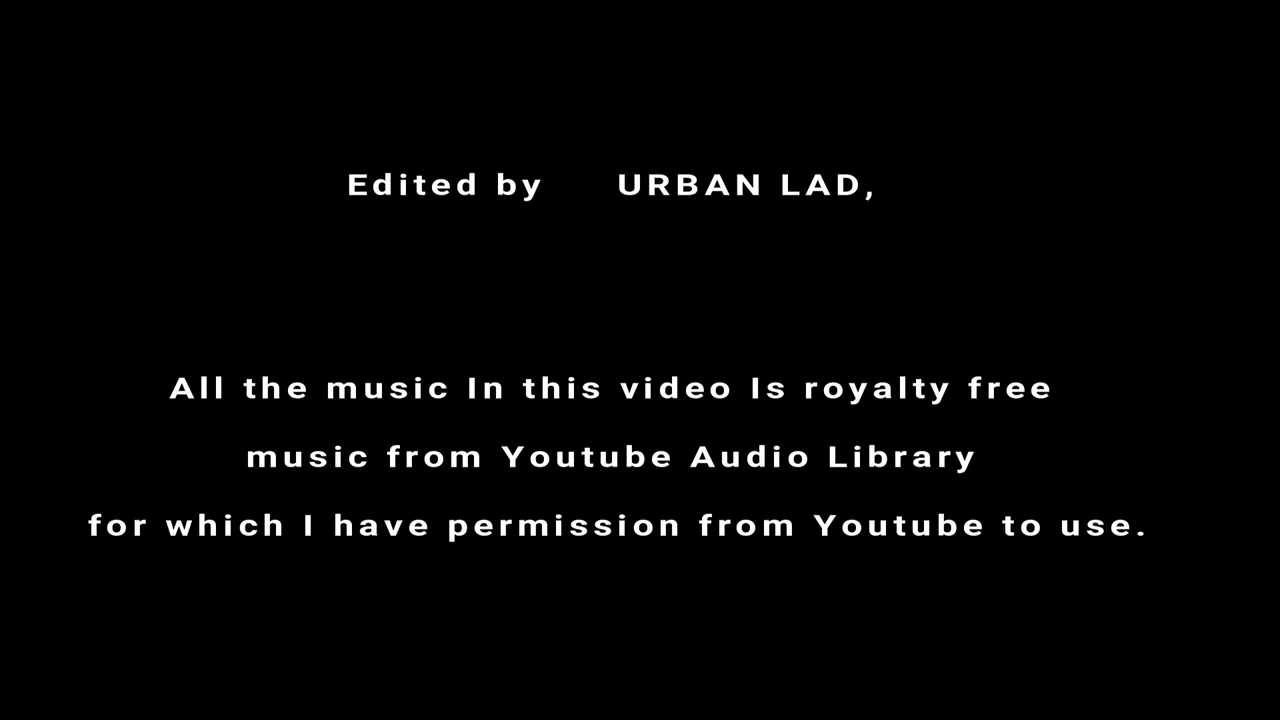 Edited by URBAN LAD,
All the music In this video Is royalty free
music from Youtube Audio Library
for which I have permission from Youtube to use.